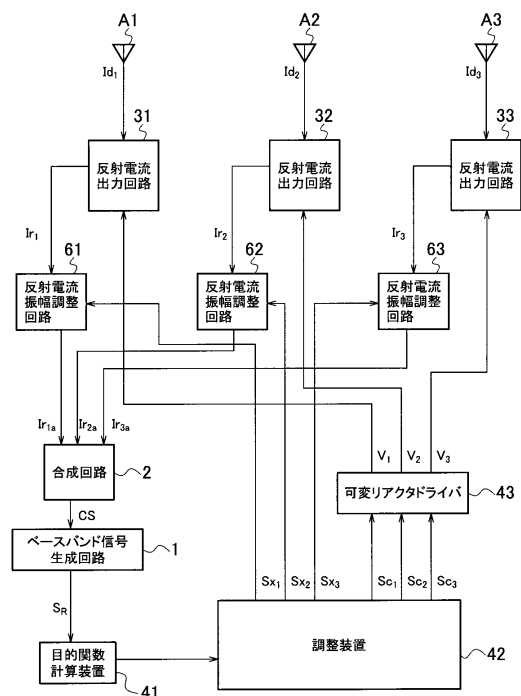 A1
A2
A3
Id1
Id2
Id3
31
32
33
反射電流
出力回路
反射電流
出力回路
反射電流
出力回路
Ir1
Ir2
Ir3
61
62
63
反射電流
振幅調整
回路
反射電流
振幅調整
回路
反射電流
振幅調整
回路
Ir1a
Ir2a
Ir3a
V1
V2
V3
合成回路
2
可変リアクタドライバ
43
CS
ベースバンド信号
生成回路
1
Sx1
Sx2
Sx3
Sc1
Sc2
Sc3
SR
目的関数
計算装置
41
調整装置
42